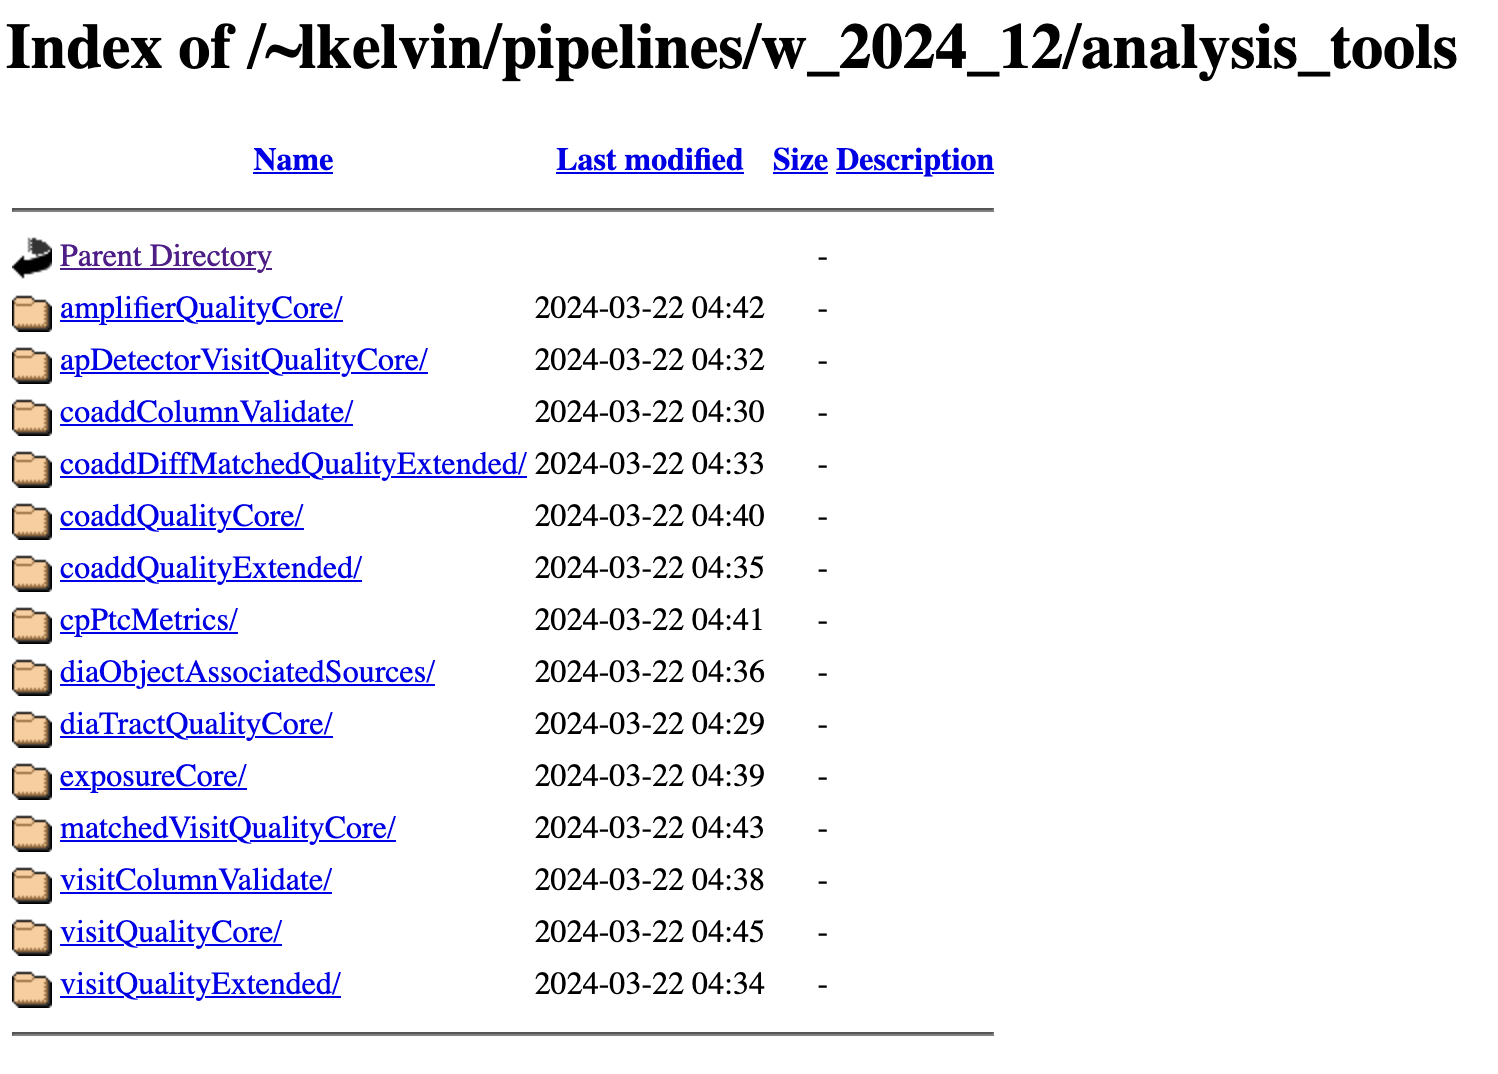 Index of /~lkelvin/pipelines/w_2024_12/analysis_tools
Name Last modified Size Description
Parent Directory -
amplifierQualityCore/ 2024-03-22 04:42 -
apDetectorVisitQualityCore/ 2024-03-22 04:32 -
coaddColumnValidate/ 2024-03-22 04:30 -
coaddDiffMatchedQualityExtended/ 2024-03-22 04:33 -
coaddQualityCore/ 2024-03-22 04:40 -
coaddQualityExtended/ 2024-03-22 04:35 -
cpPtcMetrics/ 2024-03-22 04:41 -
diaObjectAssociatedSources/ 2024-03-22 04:36 -
diaTractQualityCore/ 2024-03-22 04:29 -
exposureCore/ 2024-03-22 04:39 -
matchedVisitQualityCore/ 2024-03-22 04:43 -
visitColumnValidate/ 2024-03-22 04:38 -
visitQualityCore/ 2024-03-22 04:45 -
visitQualityExtended/ 2024-03-22 04:34 -